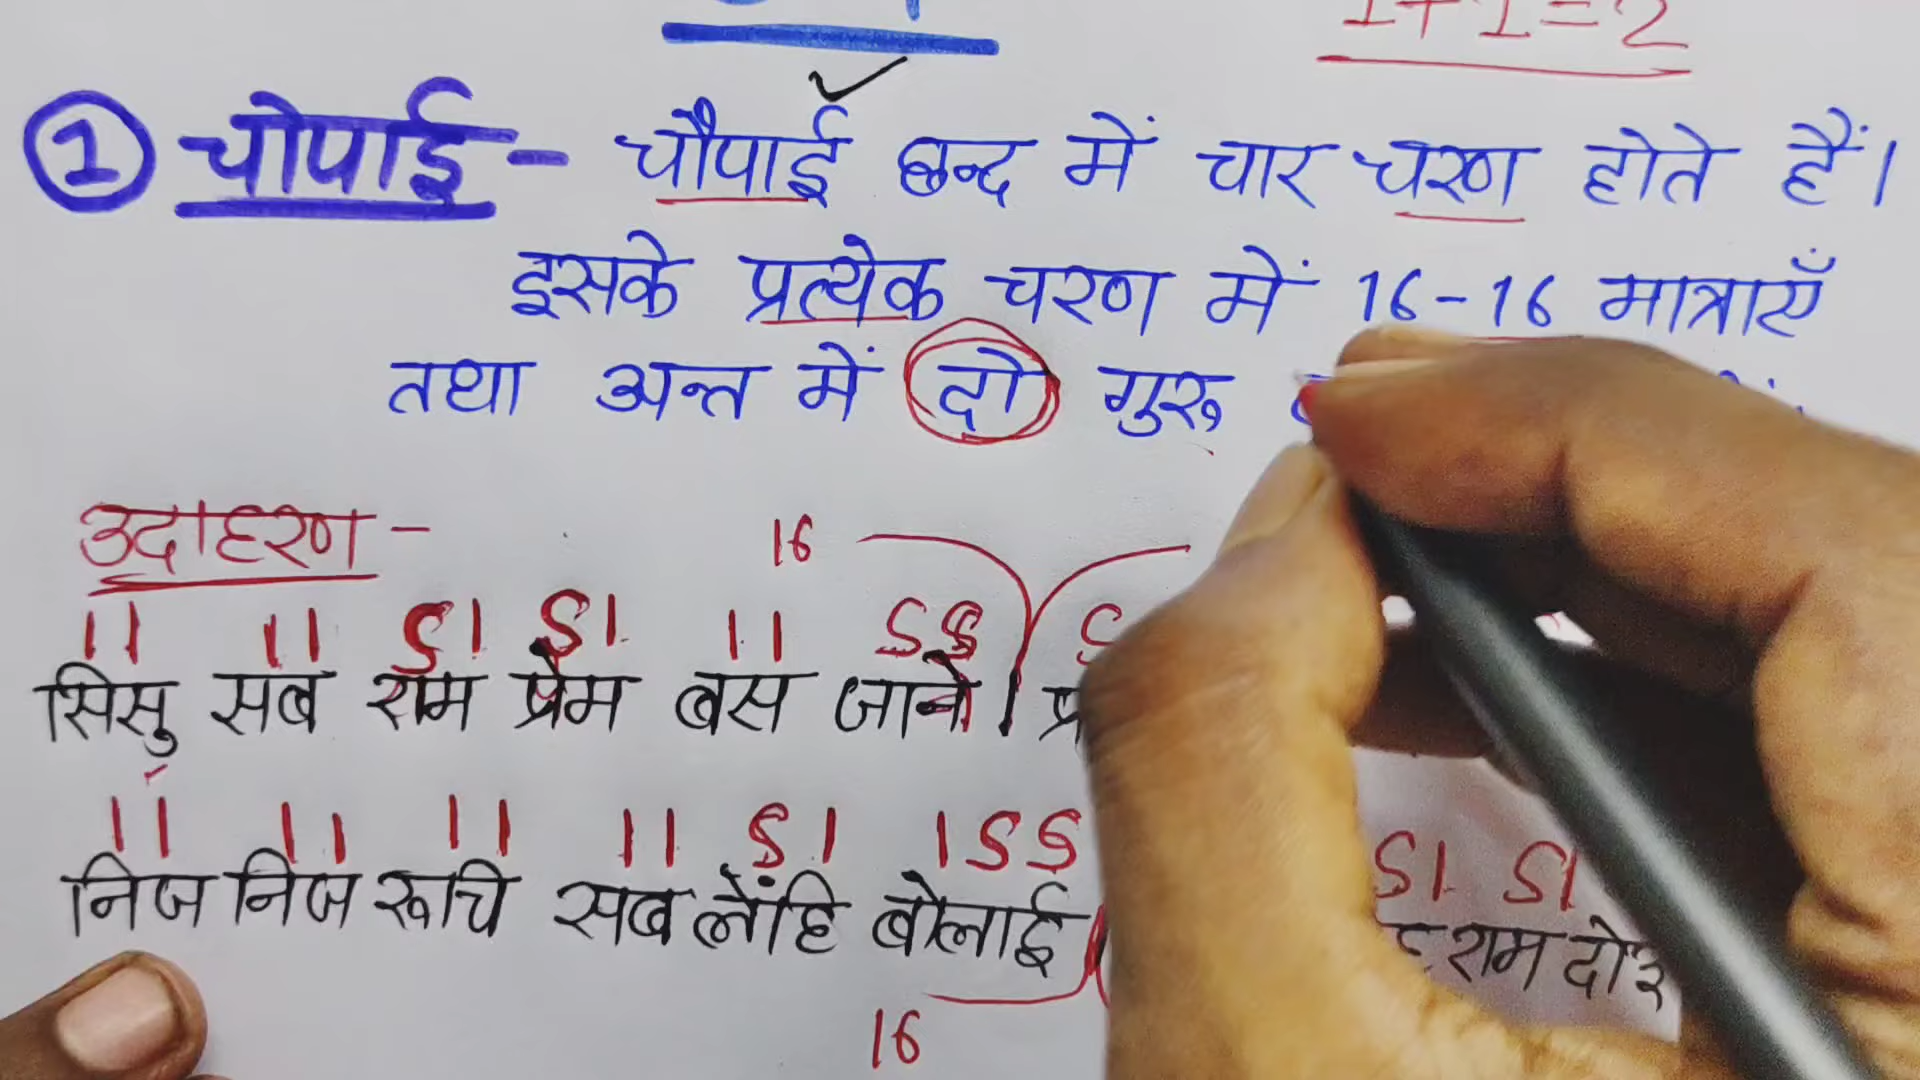 1+1=2
① चौपाई - चौपाई छन्द में चार चरण होते हैं।
इसके प्रत्येक चरण में 16-16 मात्राएँ
तथा अन्त में दो गुरु
उदाहरण - 16
।। ।। ऽ। ऽ। ।। ऽऽ ऽ
सिसु सब राम प्रेम बस जाने।
।। ।। ।। ।। ऽ। ।ऽऽ ऽ। ऽ।
निज निज रूचि सब लेंहि बोलाई राम दोउ
16